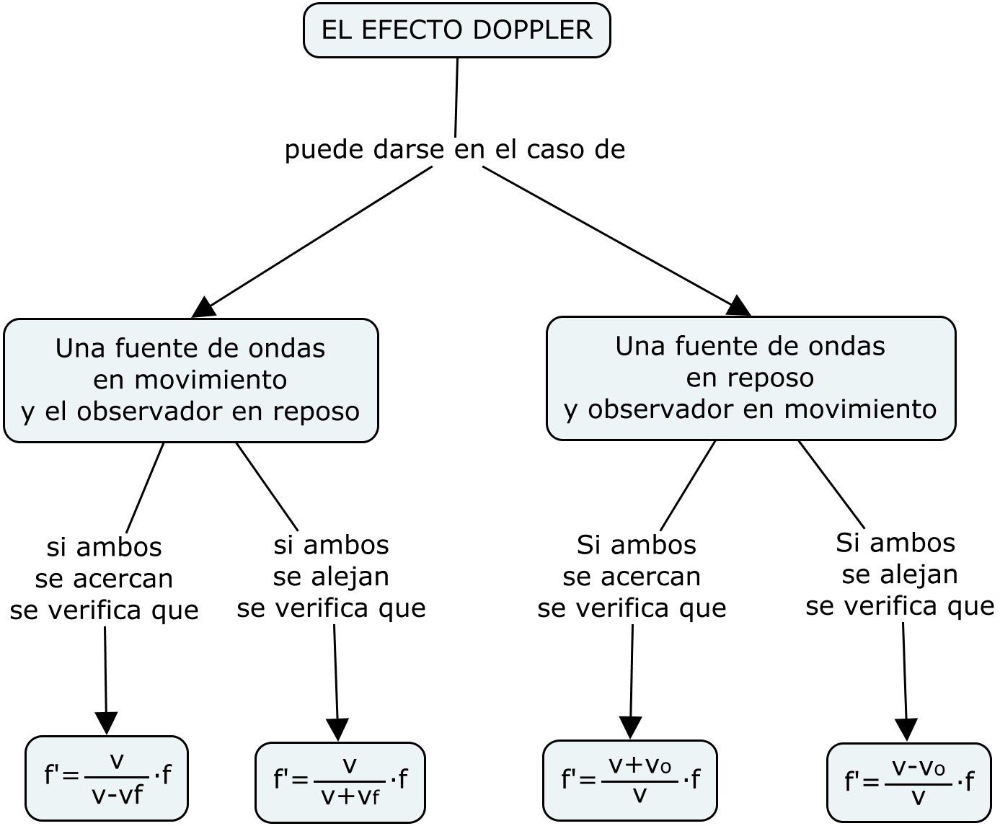 EL EFECTO DOPPLER
puede darse en el caso de
Una fuente de ondas
en movimiento
y el observador en reposo
Una fuente de ondas
en reposo
y observador en movimiento
si ambos
se acercan
se verifica que
si ambos
se alejan
se verifica que
Si ambos
se acercan
se verifica que
Si ambos
se alejan
se verifica que
f'=v/(v-vf)·f
f'=v/(v+vf)·f
f'=(v+vo)/v·f
f'=(v-vo)/v·f